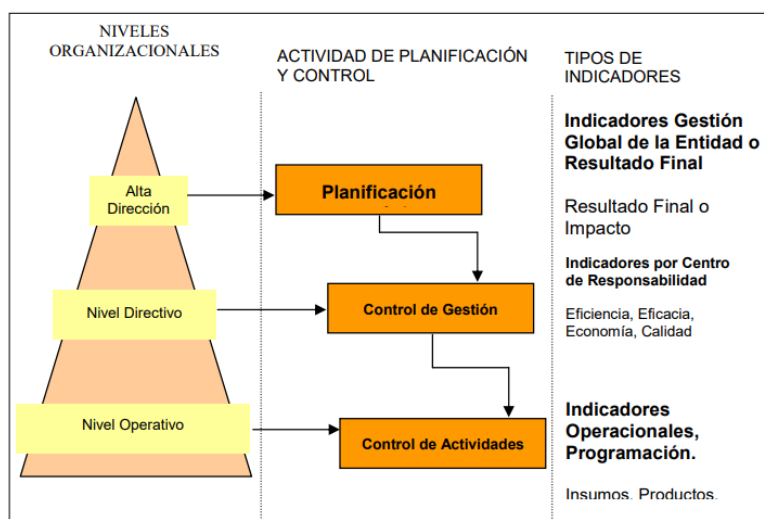 NIVELES
ORGANIZACIONALES
ACTIVIDAD DE PLANIFICACIÓN
Y CONTROL
TIPOS DE
INDICADORES
Alta
Dirección
Planificación
Indicadores Gestión
Global de la Entidad o
Resultado Final
Resultado Final o
Impacto
Nivel Directivo
Control de Gestión
Indicadores por Centro
de Responsabilidad
Eficiencia, Eficacia,
Economía, Calidad
Nivel Operativo
Control de Actividades
Indicadores
Operacionales,
Programación.
Insumos. Productos.